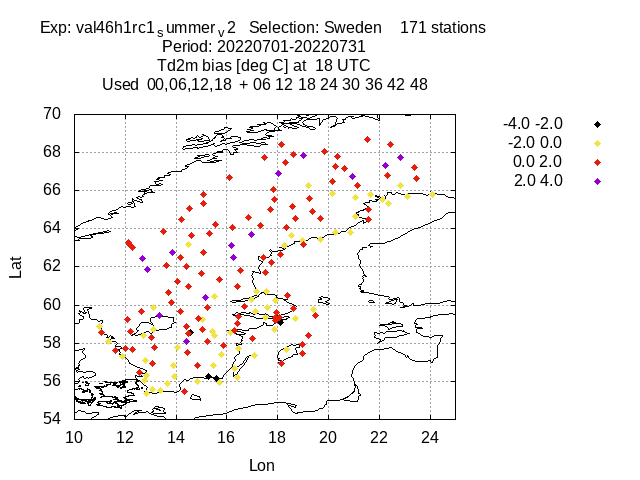 Exp: val46h1rc1summerv2 Selection: Sweden 171 stations
Period: 20220701-20220731
Td2m bias [deg C] at 18 UTC
Used 00,06,12,18 + 06 12 18 24 30 36 42 48
-4.0 -2.0
-2.0 0.0
0.0 2.0
2.0 4.0
70
68
66
64
62
60
58
56
54
Lat
10 12 14 16 18 20 22 24
Lon